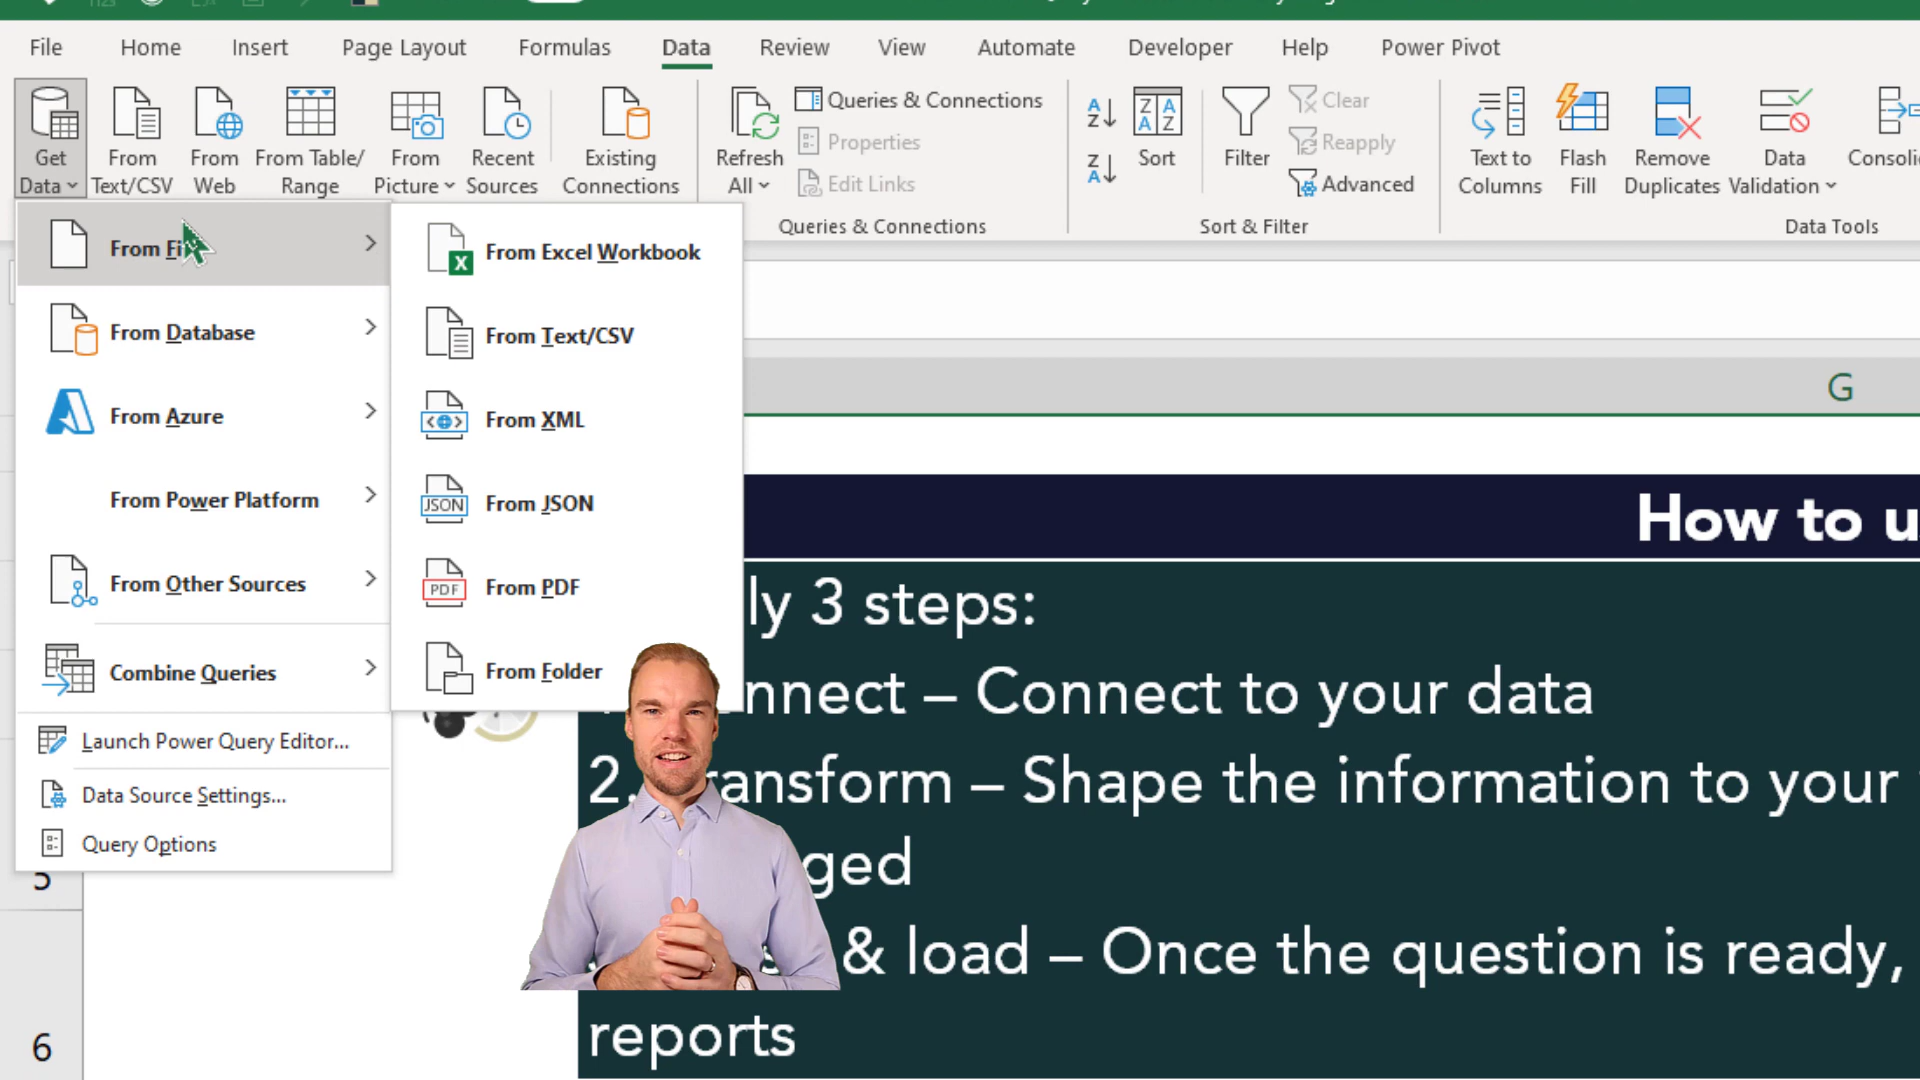 File Home Insert Page Layout Formulas Data Review View Automate Developer Help Power Pivot
Get Data
From Text/CSV
From Web
From Table/ Range
From Picture
Recent Sources
Existing Connections
Refresh All
Queries & Connections
Properties
Edit Links
Queries & Connections
A Z
Z A
Z A A Z
Sort
Filter
Clear
Reapply
Advanced
Sort & Filter
Text to Columns
Flash Fill
Remove Duplicates
Data Validation
Consolic
Data Tools
From Fi
From Database
From Azure
From Power Platform
From Other Sources
Combine Queries
Launch Power Query Editor...
Data Source Settings...
Query Options
X From Excel Workbook
From Text/CSV
From XML
JSON From JSON
PDF From PDF
From Folder
G
How to u
ly 3 steps:
nnect – Connect to your data
2. ransform – Shape the information to your
ged
& load – Once the question is ready,
reports
5
6